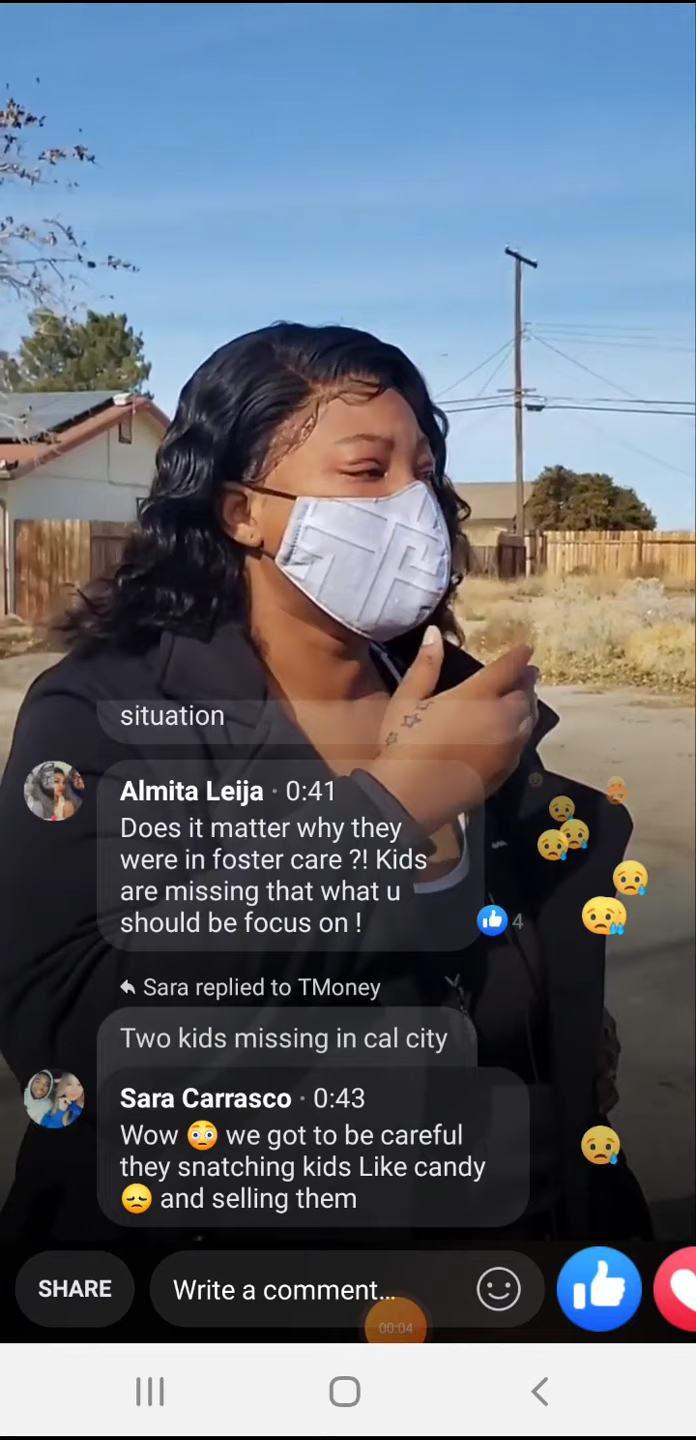 situation
Almita Leija · 0:41
Does it matter why they
were in foster care ?! Kids
are missing that what u
should be focus on !
4
Sara replied to TMoney
Two kids missing in cal city
Sara Carrasco · 0:43
Wow 😳 we got to be careful
they snatching kids Like candy
😞 and selling them
SHARE
Write a comment...
00:04